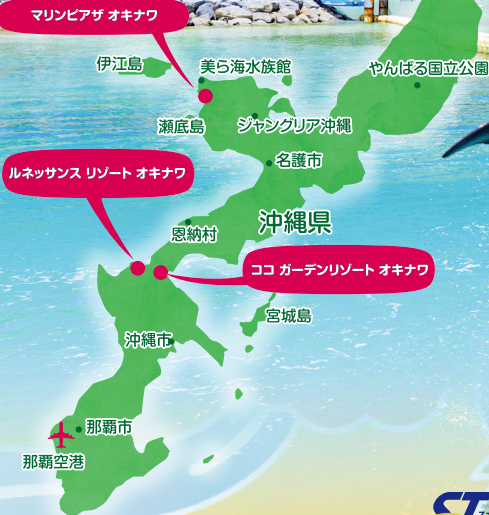 マリンピアザ オキナワ
伊江島
美ら海水族館
やんばる国立公園
瀬底島
ジャングリア沖縄
名護市
ルネッサンス リゾート オキナワ
恩納村
沖縄県
ココ ガーデンリゾート オキナワ
宮城島
沖縄市
那覇市
那覇空港
ST